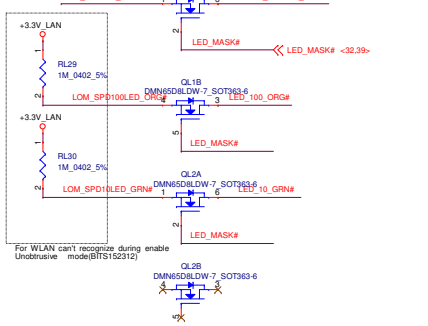 2
LED_MASK#
LED_MASK# <32,39>
+3.3V_LAN
1
RL29
1M_0402_5%
2
QL1B
DMN65D8LDW-7_SOT363-6
LOM_SPD100LED_ORG#
4
3
LED_100_ORG#
5
LED_MASK#
+3.3V_LAN
1
RL30
1M_0402_5%
2
QL2A
DMN65D8LDW-7_SOT363-6
LOM_SPD10LED_GRN#
1
6
LED_10_GRN#
2
LED_MASK#
For WLAN can't recognize during enable
Unobtrusive mode(BITS152312)
QL2B
DMN65D8LDW-7_SOT363-6
4
3
5